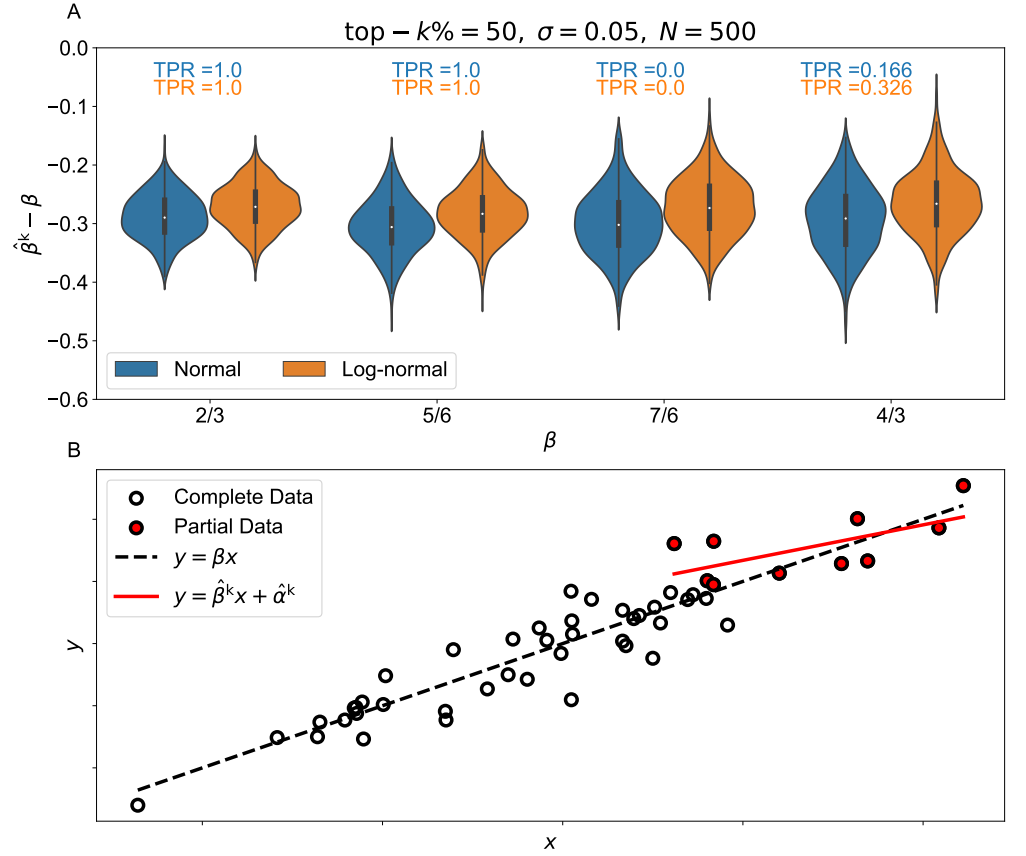 A
top − k% = 50, σ = 0.05, N = 500
0.0
−0.1
−0.2
−0.3
−0.4
−0.5
−0.6
β̂ᵏ − β
TPR =1.0
TPR =1.0
TPR =1.0
TPR =1.0
TPR =0.0
TPR =0.0
TPR =0.166
TPR =0.326
Normal
Log-normal
2/3
5/6
7/6
4/3
β
B
Complete Data
Partial Data
y = βx
y = β̂ᵏx + α̂ᵏ
y
x